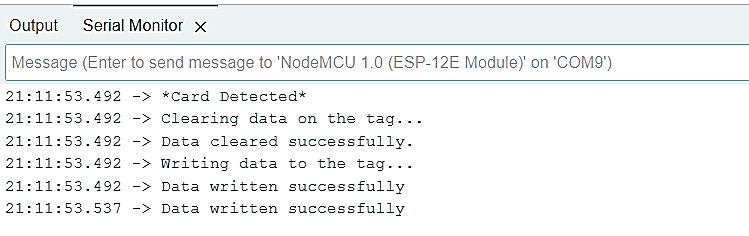 Output Serial Monitor ×
Message (Enter to send message to 'NodeMCU 1.0 (ESP-12E Module)' on 'COM9')
21:11:53.492 -> *Card Detected*
21:11:53.492 -> Clearing data on the tag...
21:11:53.492 -> Data cleared successfully.
21:11:53.492 -> Writing data to the tag...
21:11:53.492 -> Data written successfully
21:11:53.537 -> Data written successfully